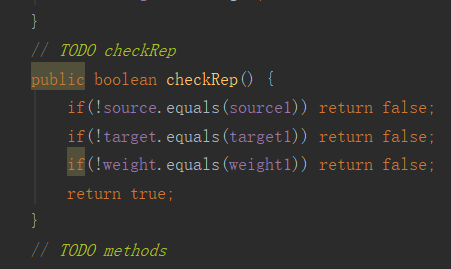 }
// TODO checkRep
public boolean checkRep() {
if(!source.equals(source1)) return false;
if(!target.equals(target1)) return false;
if(!weight.equals(weight1)) return false;
return true;
}
// TODO methods